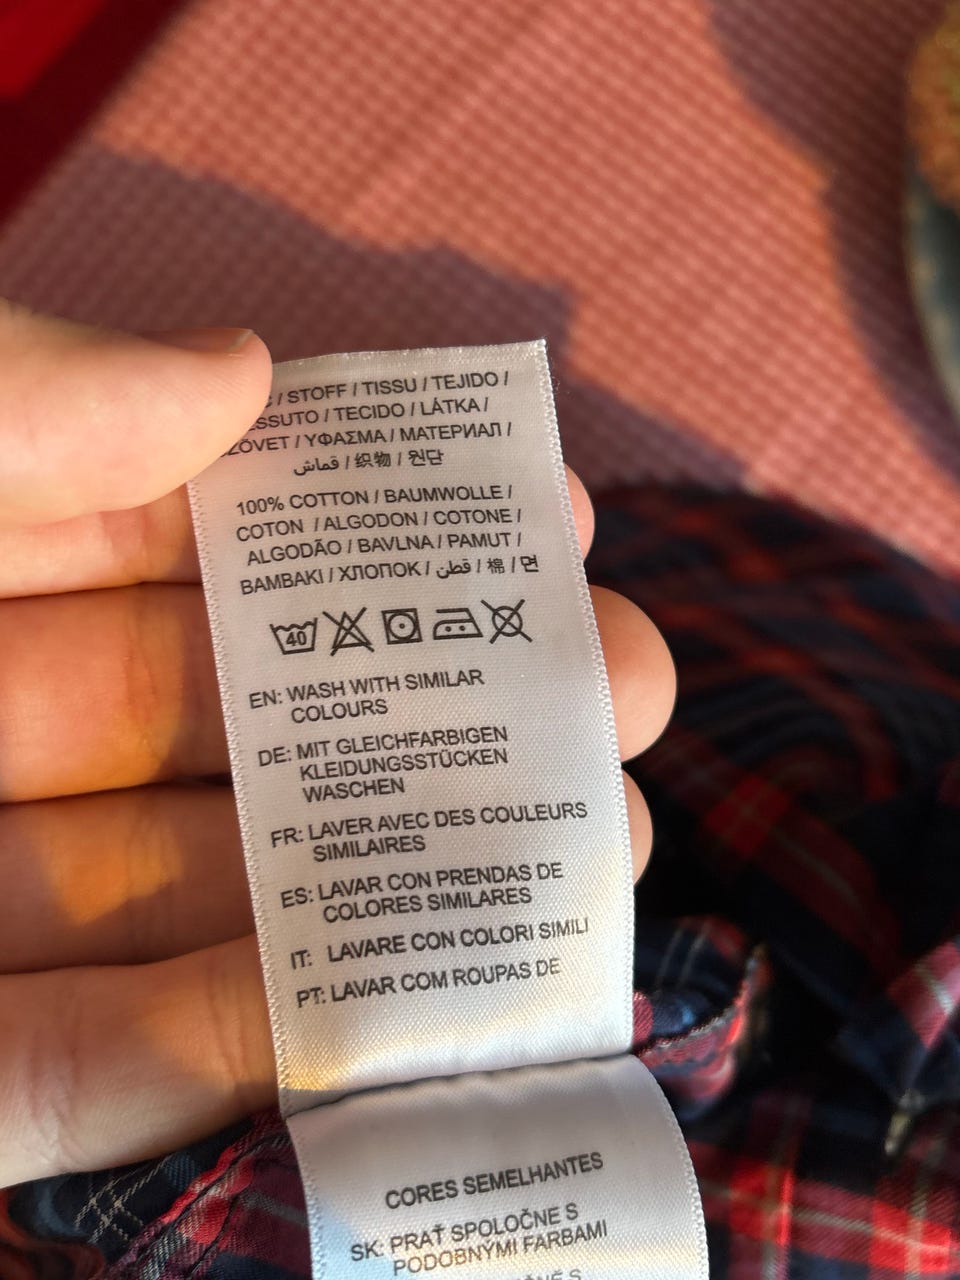 / STOFF / TISSU / TEJIDO /
/ TECIDO / LÁTKA /
/ ΥΦΑΣΜΑ / МАТЕРИАЛ /
قماش / 织物 / 원단
100% COTTON / BAUMWOLLE /
COTON / ALGODON / COTONE /
ALGODÃO / BAVLNA / PAMUT /
BAMBAKI / ХЛОПОК / قطن / 棉 / 면
40
EN: WASH WITH SIMILAR
COLOURS
DE: MIT GLEICHFARBIGEN
KLEIDUNGSSTÜCKEN
WASCHEN
FR: LAVER AVEC DES COULEURS
SIMILAIRES
ES: LAVAR CON PRENDAS DE
COLORES SIMILARES
IT: LAVARE CON COLORI SIMILI
PT: LAVAR COM ROUPAS DE
CORES SEMELHANTES
SK: PRAŤ SPOLOČNE S
PODOBNÝMI FARBAMI